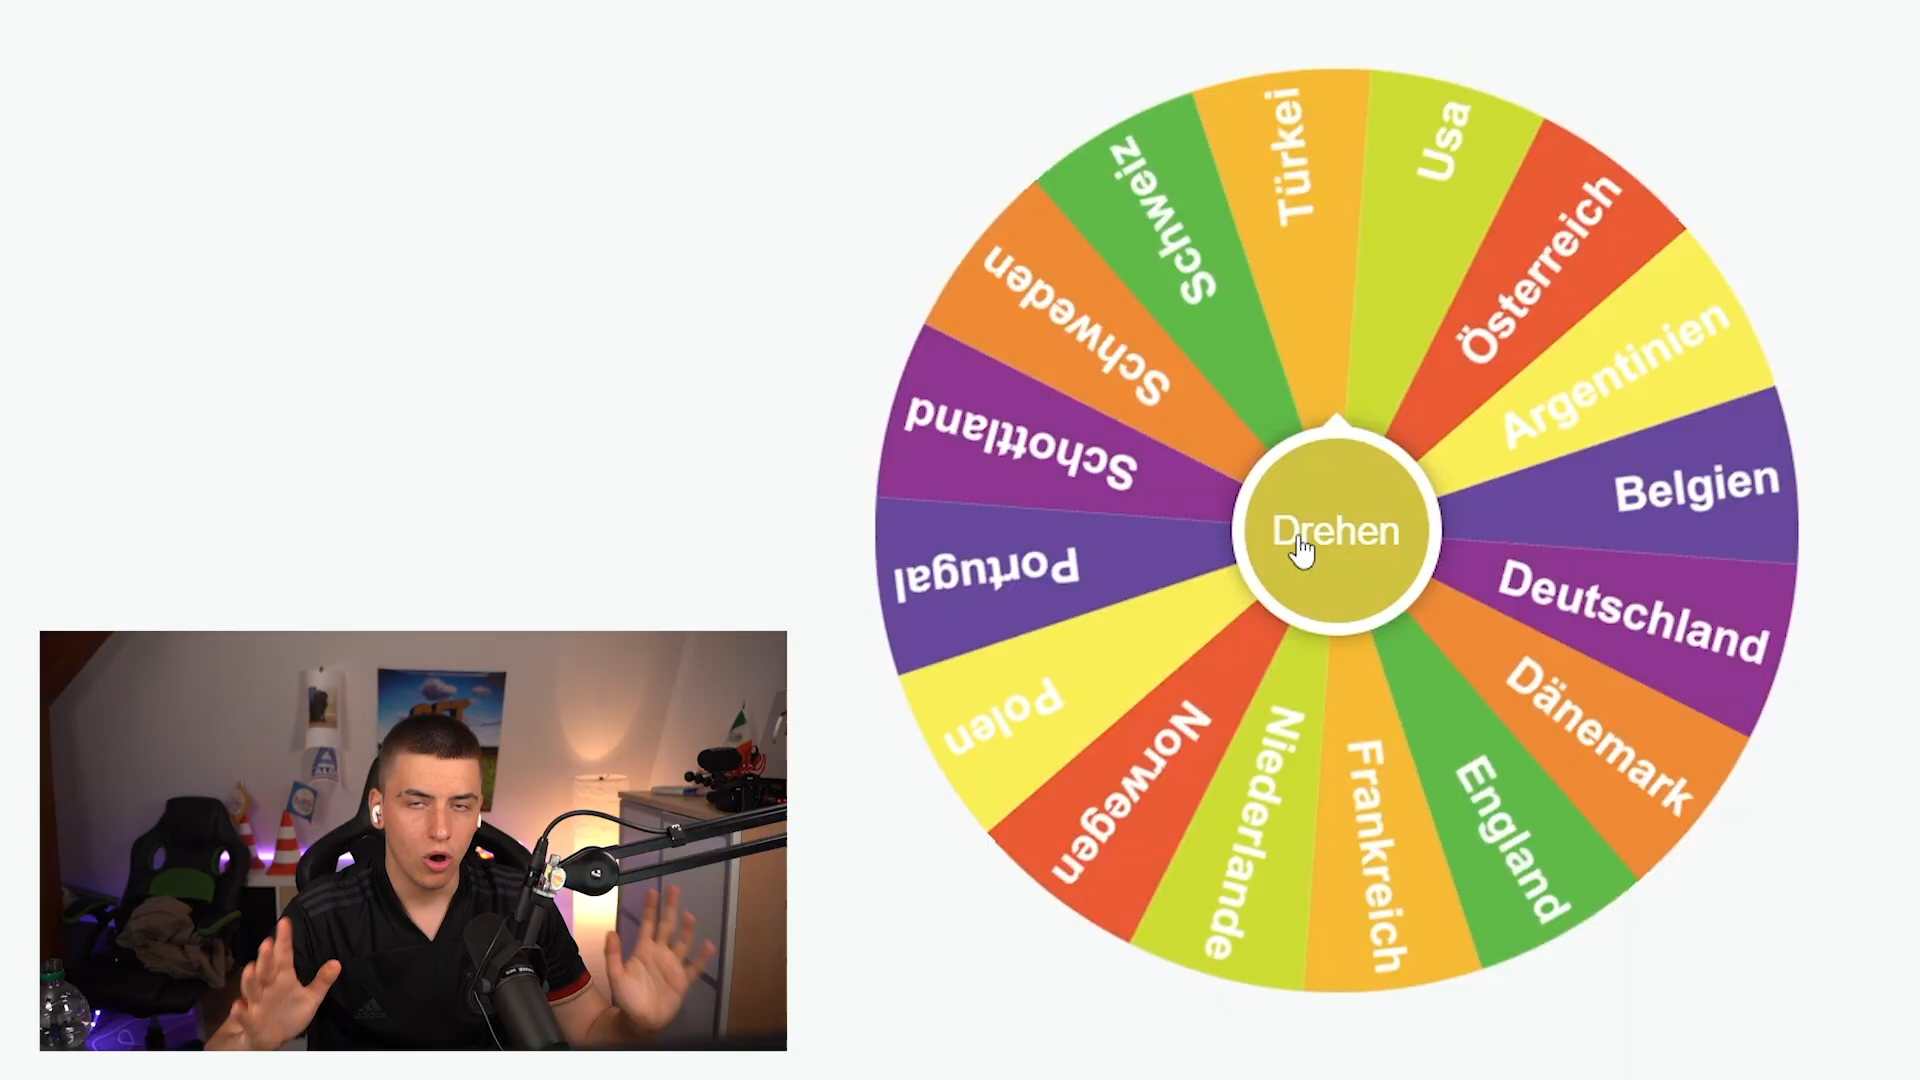 Türkei
Usa
Österreich
Argentinien
Belgien
Deutschland
Dänemark
England
Frankreich
Niederlande
Norwegen
Polen
Portugal
Schottland
Schweden
Schweiz
Drehen